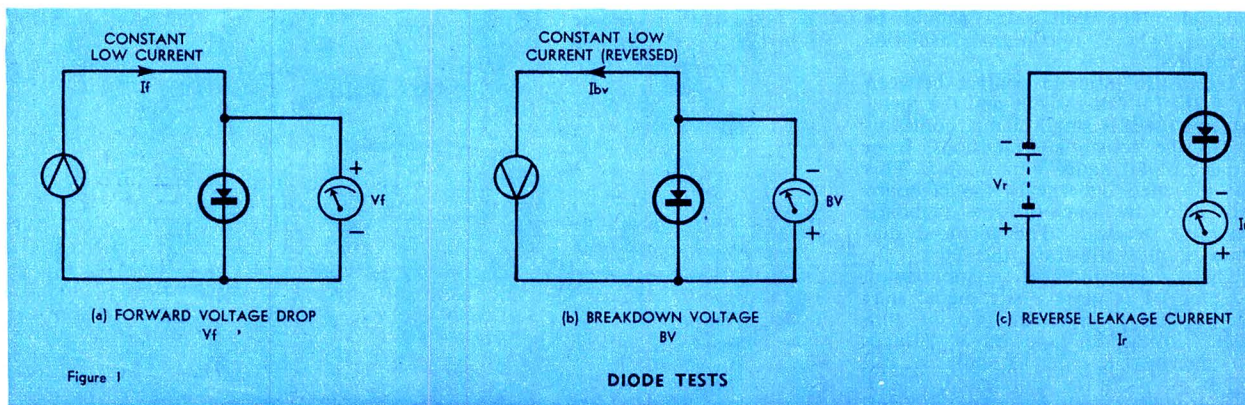 CONSTANT
LOW CURRENT
If
+
Vf
−
(a) FORWARD VOLTAGE DROP
Vf
CONSTANT LOW
CURRENT (REVERSED)
Ibv
−
BV
+
(b) BREAKDOWN VOLTAGE
BV
−
Vr
+
−
+
(c) REVERSE LEAKAGE CURRENT
Ir
Figure 1
DIODE TESTS